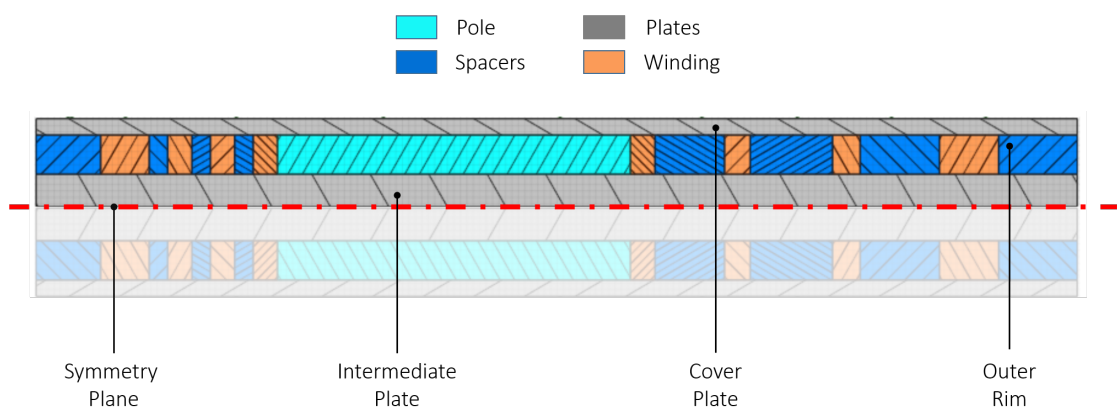 Pole
Plates
Spacers
Winding
Symmetry
Plane
Intermediate
Plate
Cover
Plate
Outer
Rim